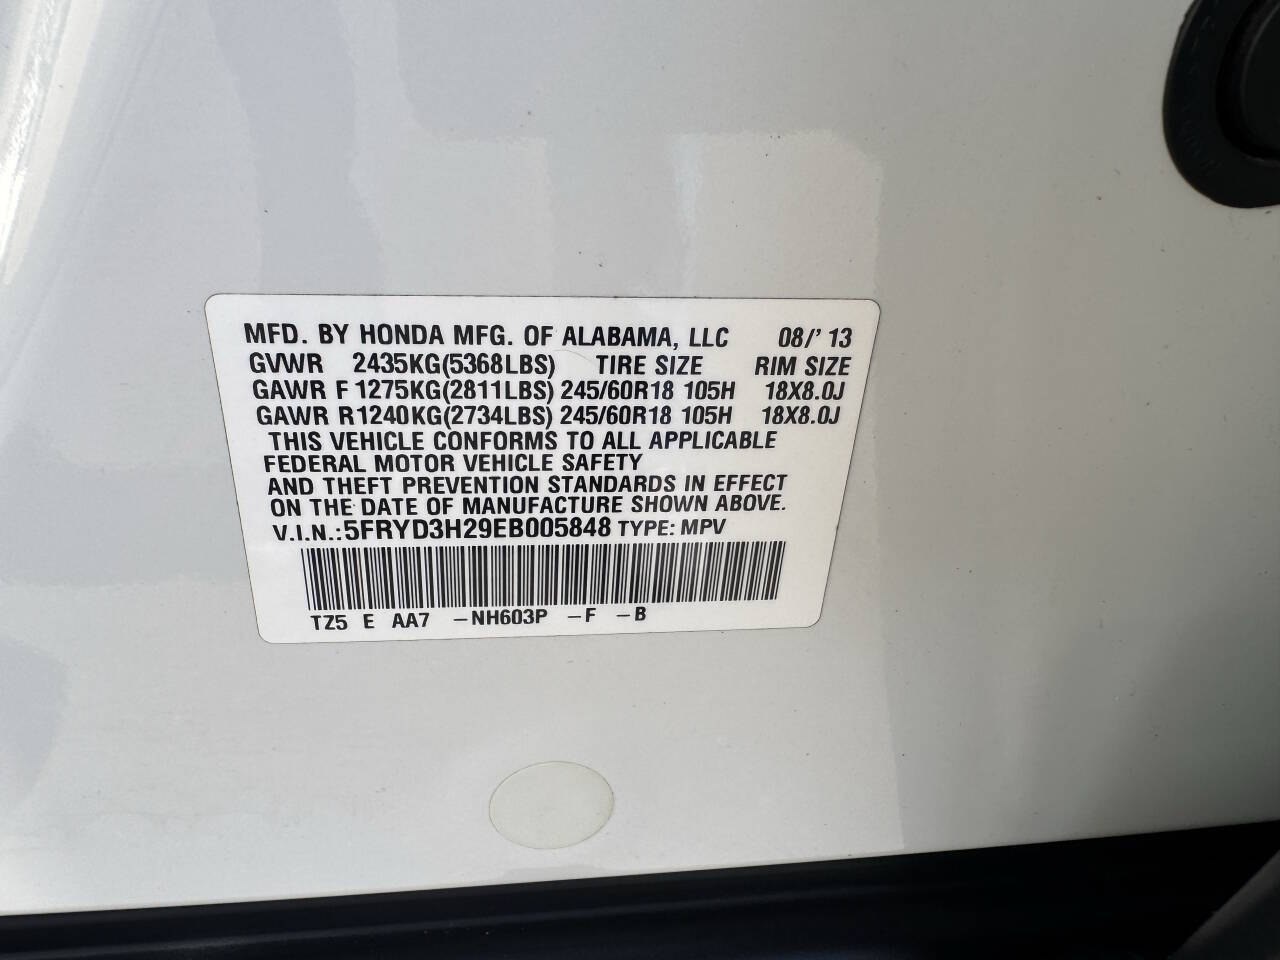 MFD. BY HONDA MFG. OF ALABAMA, LLC 08/'13
GVWR 2435KG(5368LBS) TIRE SIZE RIM SIZE
GAWR F 1275KG(2811LBS) 245/60R18 105H 18X8.0J
GAWR R1240KG(2734LBS) 245/60R18 105H 18X8.0J
THIS VEHICLE CONFORMS TO ALL APPLICABLE
FEDERAL MOTOR VEHICLE SAFETY
AND THEFT PREVENTION STANDARDS IN EFFECT
ON THE DATE OF MANUFACTURE SHOWN ABOVE.
V.I.N.:5FRYD3H29EB005848 TYPE: MPV
TZ5 E AA7 –NH603P –F –B